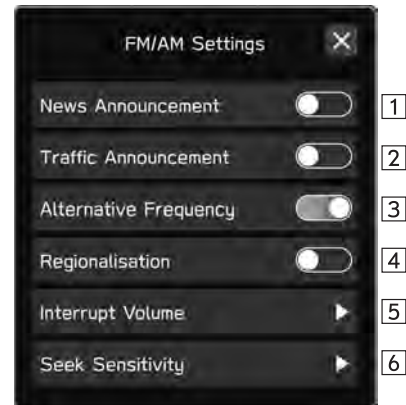 FM/AM Settings
News Announcement 1
Traffic Announcement 2
Alternative Frequency 3
Regionalisation 4
Interrupt Volume 5
Seek Sensitivity 6